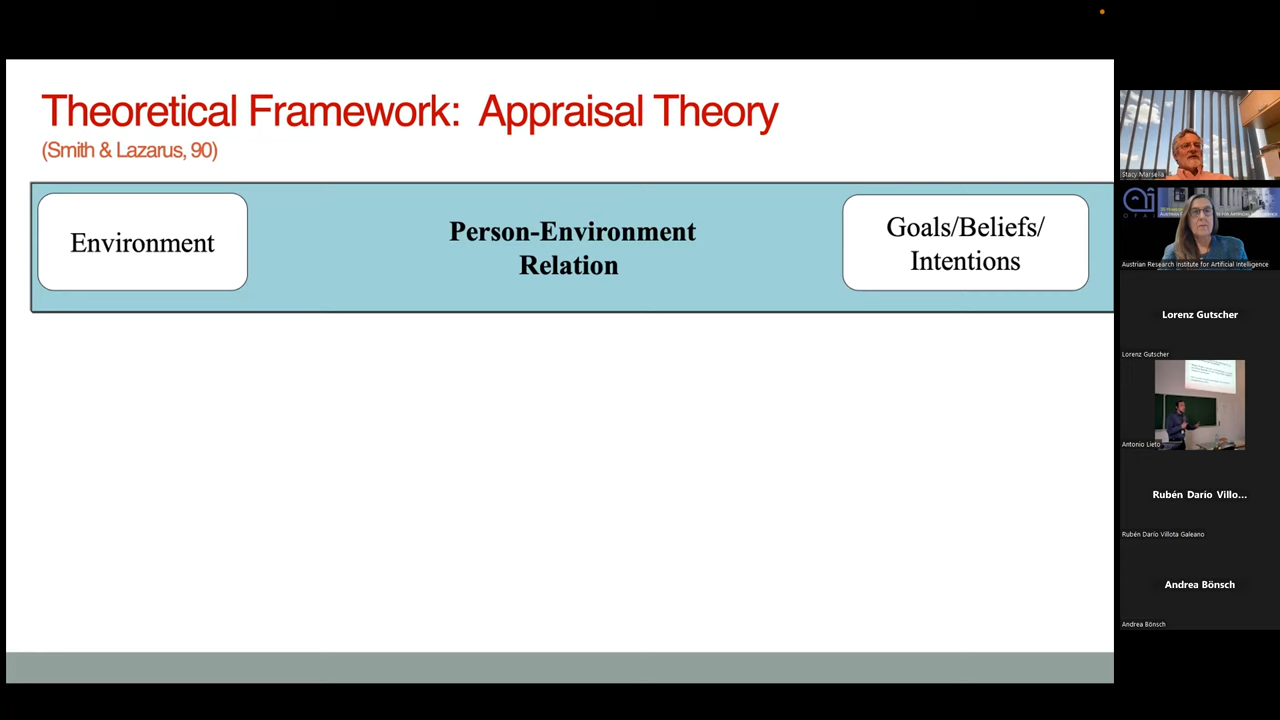 Theoretical Framework: Appraisal Theory
(Smith & Lazarus, 90)
Environment
Person-Environment
Relation
Goals/Beliefs/
Intentions
Stacy Marsella
Austrian Research Institute for Artificial Intelligence
Lorenz Gutscher
Lorenz Gutscher
Antonio Lieto
Rubén Darío Villo...
Rubén Darío Villota Galeano
Andrea Bönsch
Andrea Bönsch